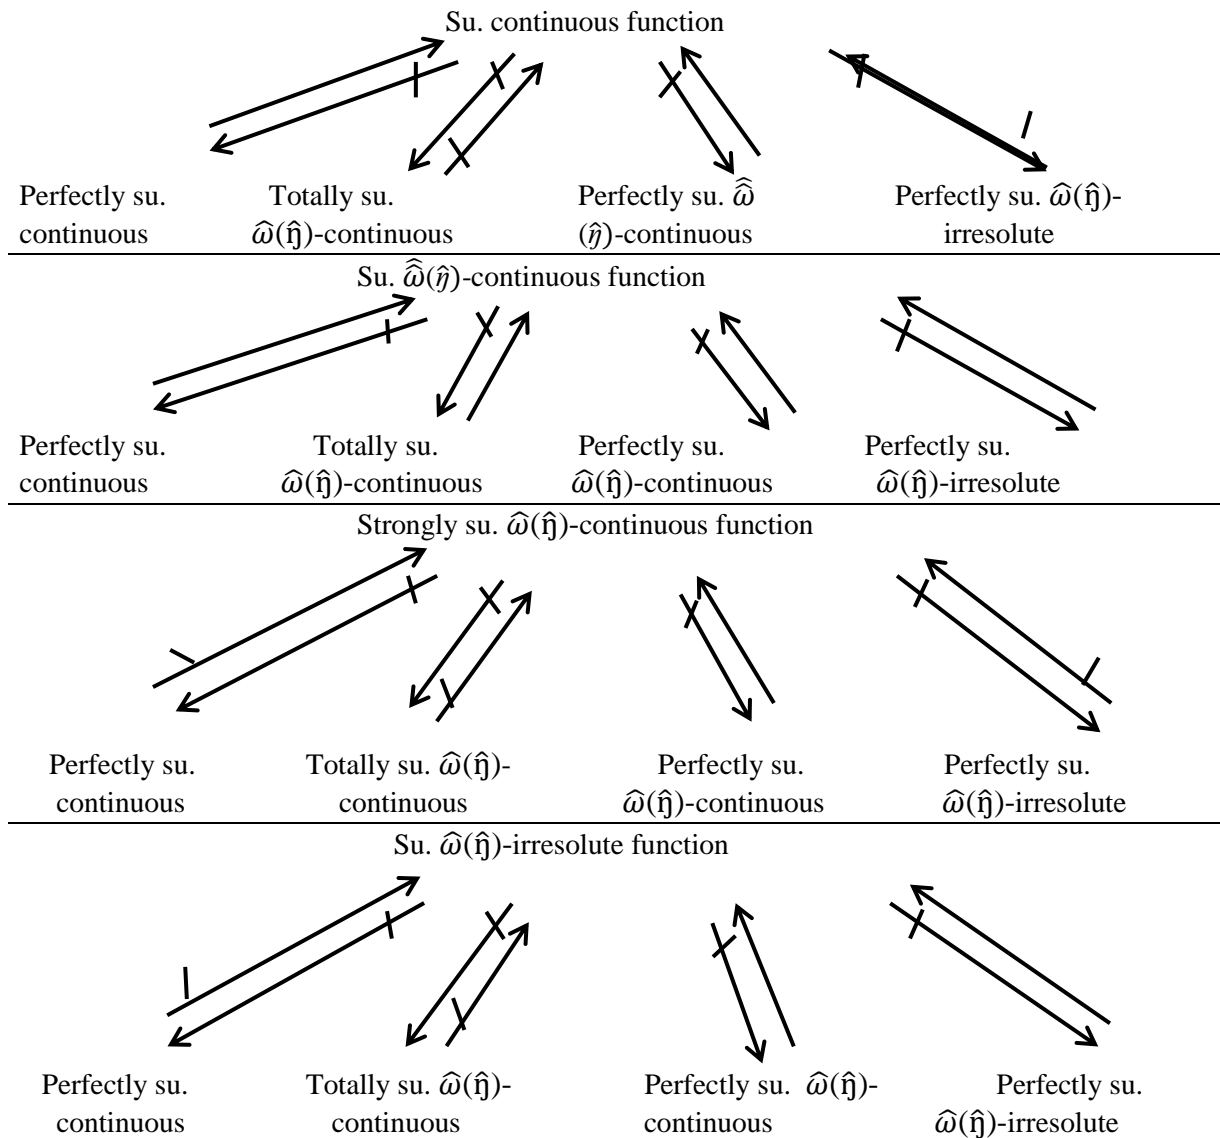 Su. continuous function
Perfectly su. Totally su. Perfectly su. ω̂̂ Perfectly su. ω̂(η̂)-
continuous ω̂(η̂)-continuous (η̂)-continuous irresolute
Su. ω̂̂(η̂)-continuous function
Perfectly su. Totally su. Perfectly su. Perfectly su.
continuous ω̂(η̂)-continuous ω̂(η̂)-continuous ω̂(η̂)-irresolute
Strongly su. ω̂(η̂)-continuous function
Perfectly su. Totally su. ω̂(η̂)- Perfectly su. Perfectly su.
continuous continuous ω̂(η̂)-continuous ω̂(η̂)-irresolute
Su. ω̂(η̂)-irresolute function
Perfectly su. Totally su. ω̂(η̂)- Perfectly su. ω̂(η̂)- Perfectly su.
continuous continuous continuous ω̂(η̂)-irresolute